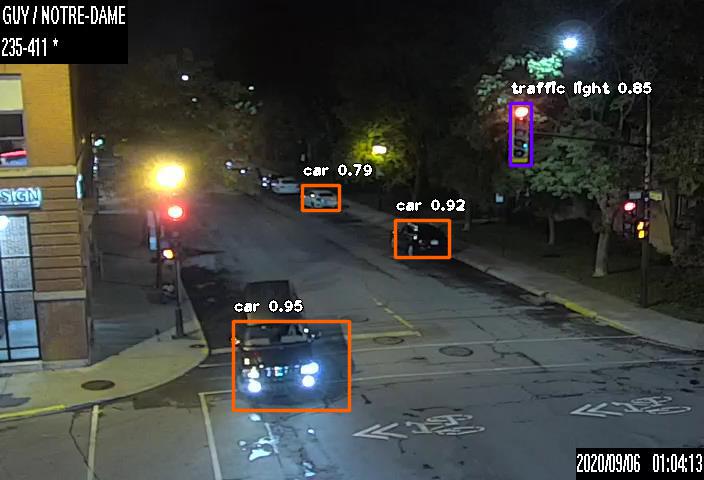 GUY / NOTRE-DAME
235-411 *
traffic light 0.85
car 0.79
SIGN
car 0.92
car 0.95
2020/09/06 01:04:13